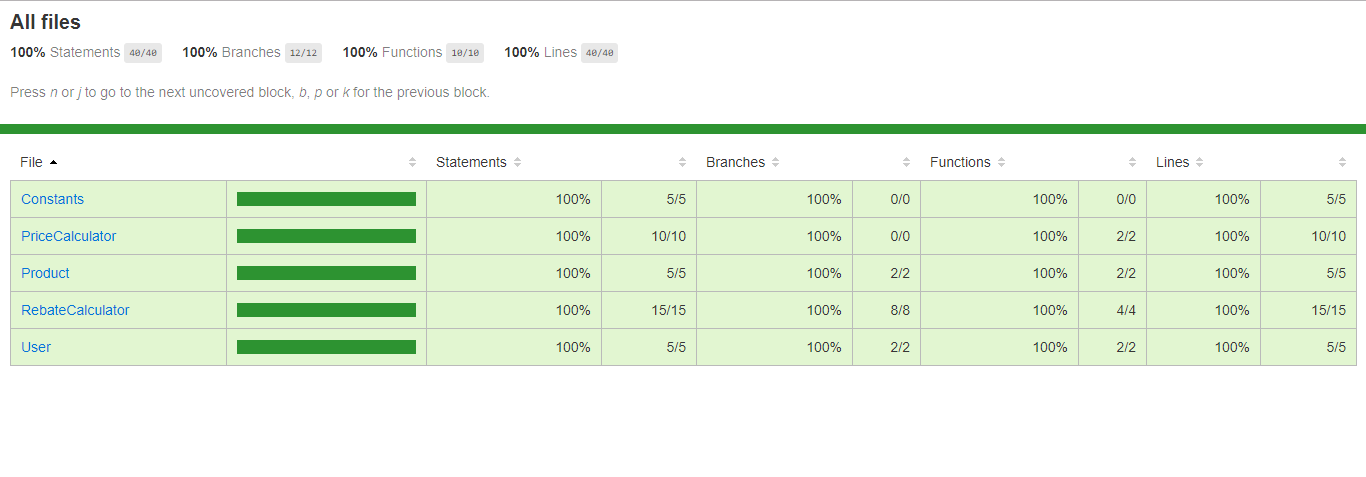 All files
100% Statements 40/40 100% Branches 12/12 100% Functions 10/10 100% Lines 40/40
Press n or j to go to the next uncovered block, b, p or k for the previous block.
File Statements Branches Functions Lines
Constants 100% 5/5 100% 0/0 100% 0/0 100% 5/5
PriceCalculator 100% 10/10 100% 0/0 100% 2/2 100% 10/10
Product 100% 5/5 100% 2/2 100% 2/2 100% 5/5
RebateCalculator 100% 15/15 100% 8/8 100% 4/4 100% 15/15
User 100% 5/5 100% 2/2 100% 2/2 100% 5/5